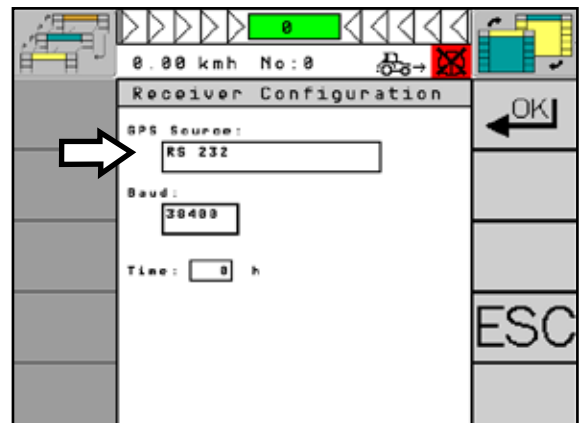 0
0.00 kmh No:0
Receiver Configuration
OK
GPS Source:
RS 232
Baud:
38400
Time: 0 h
ESC